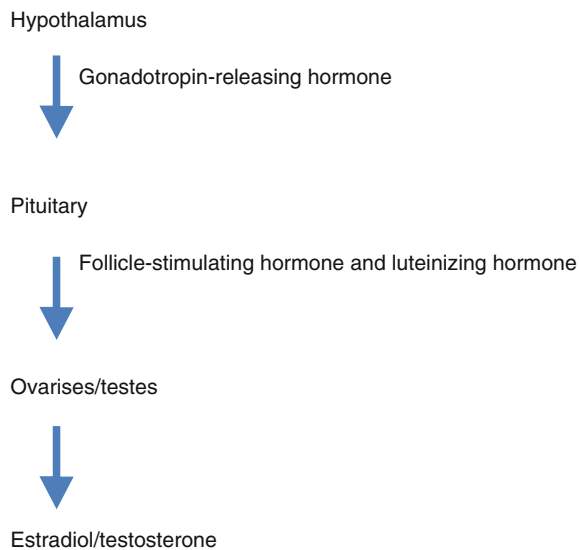 Hypothalamus
Gonadotropin-releasing hormone
Pituitary
Follicle-stimulating hormone and luteinizing hormone
Ovarises/testes
Estradiol/testosterone